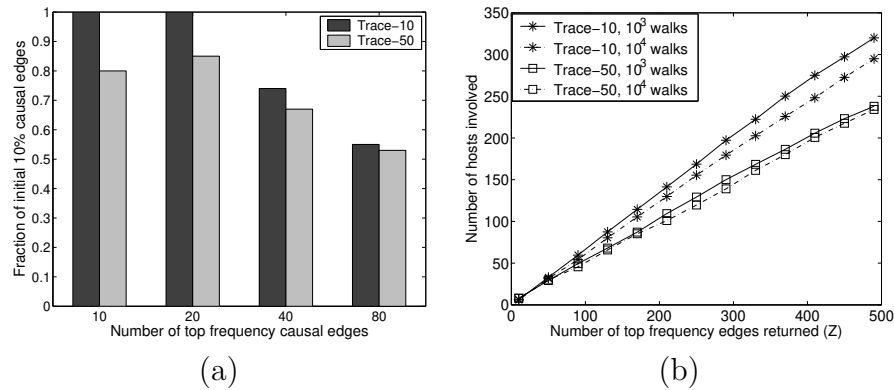 Fraction of initial 10% causal edges
1
0.9
0.8
0.7
0.6
0.5
0.4
0.3
0.2
0.1
0
Trace-10
Trace-50
10 20 40 80
Number of top frequency causal edges
(a)
Number of hosts involved
350
300
250
200
150
100
50
0
Trace-10, 10³ walks
Trace-10, 10⁴ walks
Trace-50, 10³ walks
Trace-50, 10⁴ walks
0 100 200 300 400 500
Number of top frequency edges returned (Z)
(b)